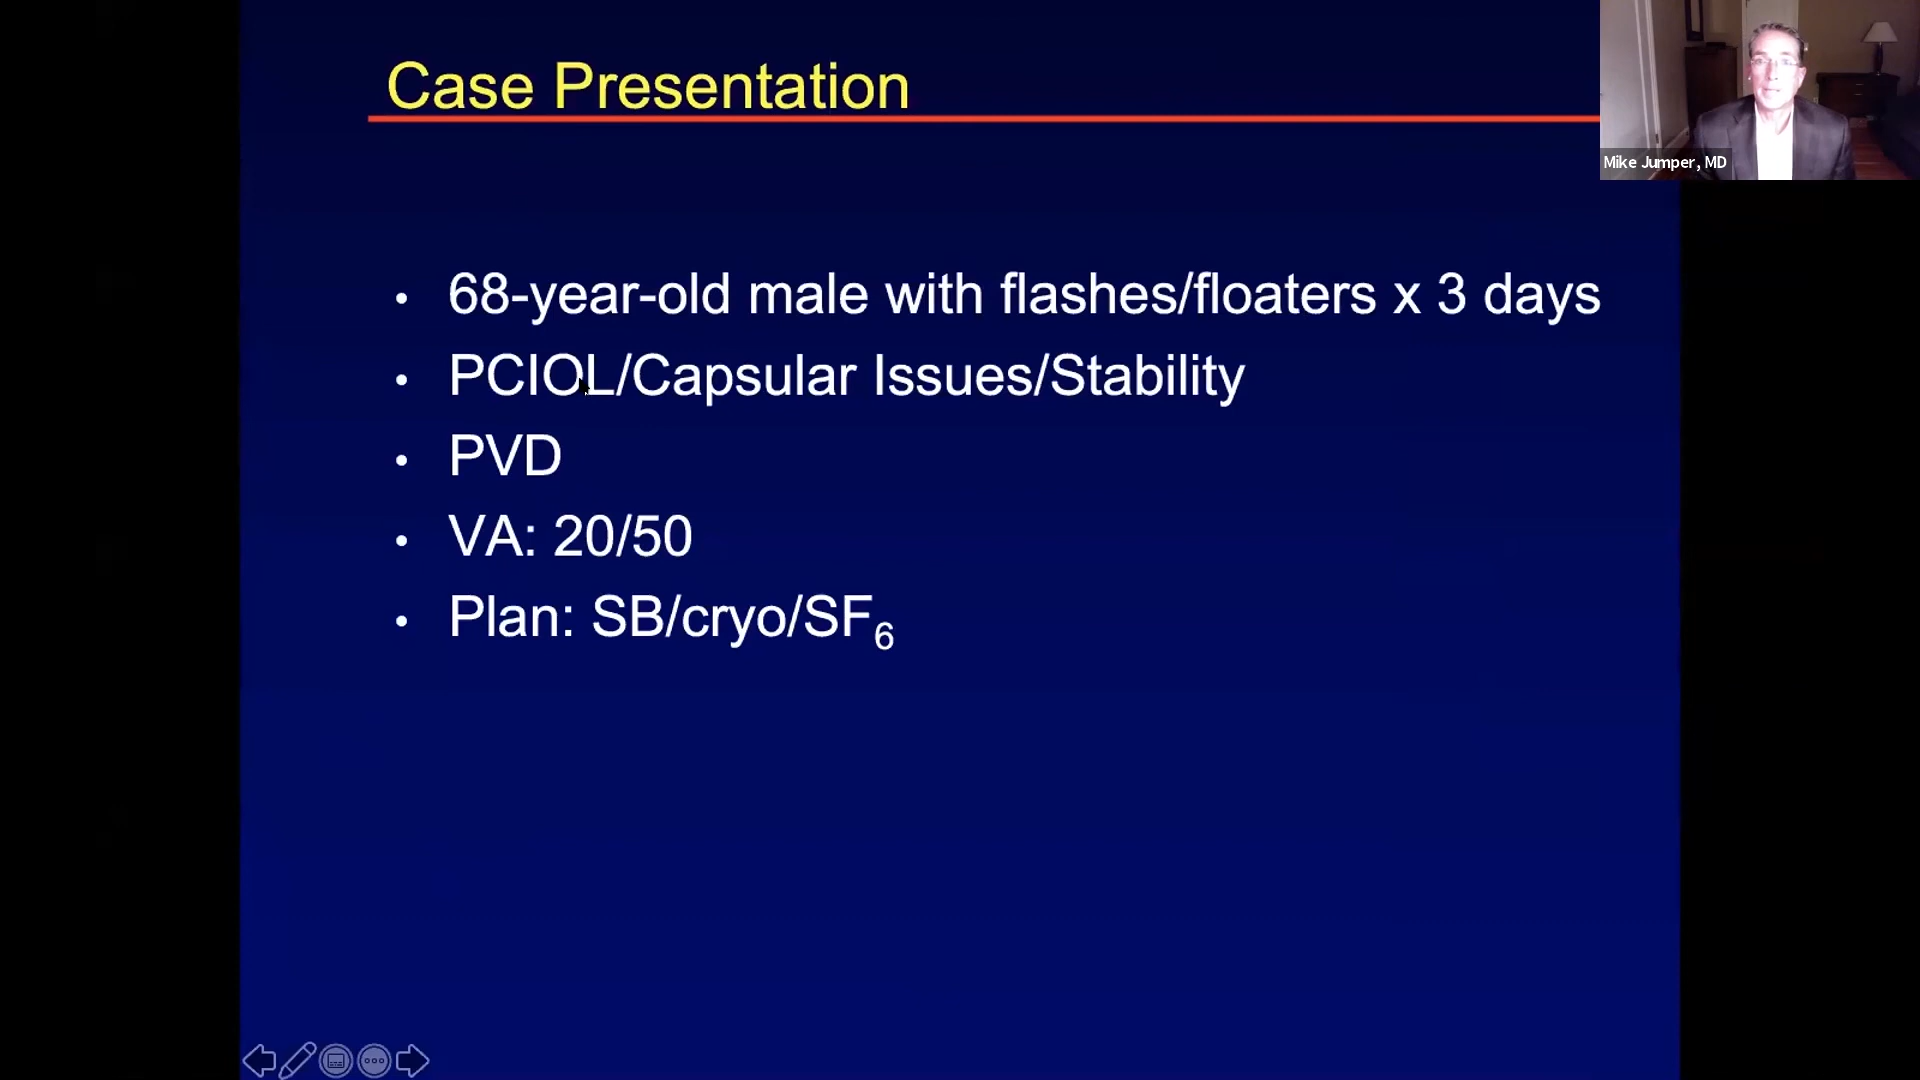 Case Presentation
Mike Jumper, MD
• 68-year-old male with flashes/floaters x 3 days
• PCIOL/Capsular Issues/Stability
• PVD
• VA: 20/50
• Plan: SB/cryo/SF₆